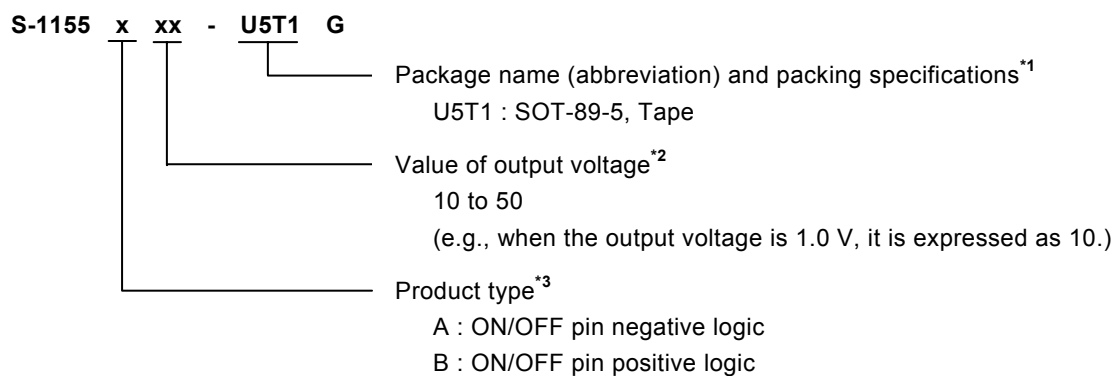 S-1155 x xx - U5T1 G
Package name (abbreviation) and packing specifications*1
U5T1 : SOT-89-5, Tape
Value of output voltage*2
10 to 50
(e.g., when the output voltage is 1.0 V, it is expressed as 10.)
Product type*3
A : ON/OFF pin negative logic
B : ON/OFF pin positive logic